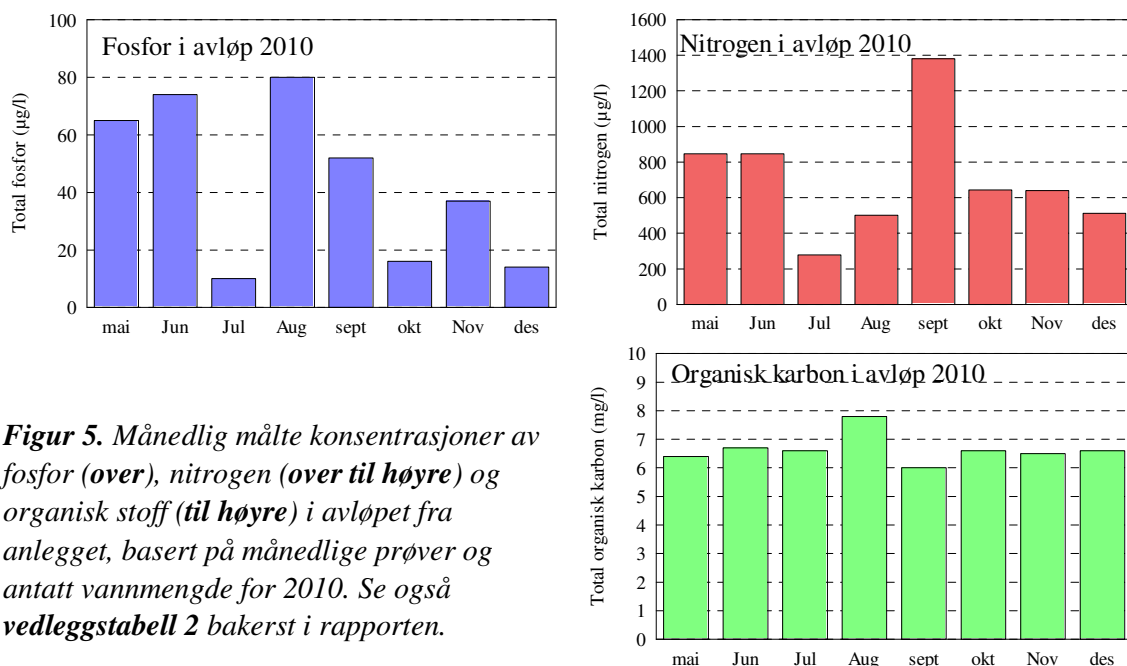 Fosfor i avløp 2010
Total fosfor (µg/l)
100
80
60
40
20
0
mai Jun Jul Aug sept okt Nov des
Nitrogen i avløp 2010
Total nitrogen (µg/l)
1600
1400
1200
1000
800
600
400
200
0
mai Jun Jul Aug sept okt Nov des
Organisk karbon i avløp 2010
Total organisk karbon (mg/l)
10
9
8
7
6
5
4
3
2
1
0
mai Jun Jul Aug sept okt Nov des
Figur 5. Månedlig målte konsentrasjoner av
fosfor (over), nitrogen (over til høyre) og
organisk stoff (til høyre) i avløpet fra
anlegget, basert på månedlige prøver og
antatt vannmengde for 2010. Se også
vedleggstabell 2 bakerst i rapporten.